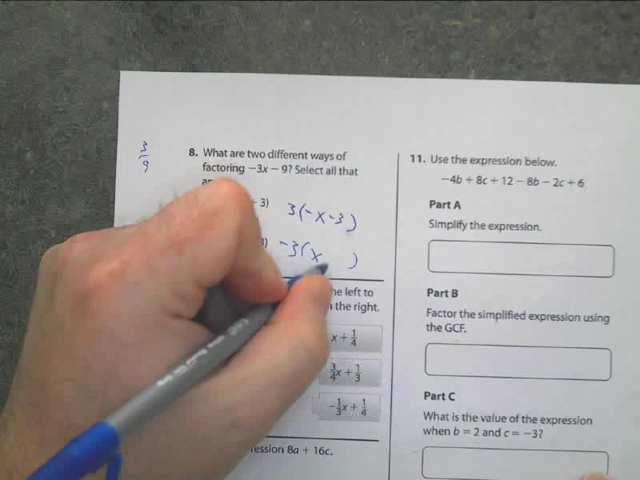 3
9
8. What are two different ways of
factoring −3x − 9? Select all that
+ 3)
3(-x-3)
-3(x )
he left to
the right.
x + 1/4
3/4x + 1/3
−1/3x + 1/4
ession 8a + 16c.
11. Use the expression below.
−4b + 8c + 12 − 8b − 2c + 6
Part A
Simplify the expression.
Part B
Factor the simplified expression using
the GCF.
Part C
What is the value of the expression
when b = 2 and c = −3?